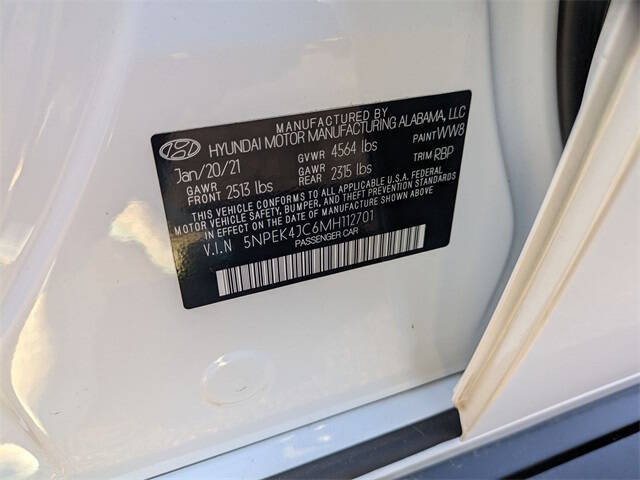 MANUFACTURED BY
HYUNDAI MOTOR MANUFACTURING ALABAMA, LLC
Jan/20/21 GVWR 4564 lbs PAINT WW8
GAWR FRONT 2513 lbs GAWR REAR 2315 lbs TRIM RBP
THIS VEHICLE CONFORMS TO ALL APPLICABLE U.S.A. FEDERAL
MOTOR VEHICLE SAFETY, BUMPER, AND THEFT PREVENTION STANDARDS
IN EFFECT ON THE DATE OF MANUFACTURE SHOWN ABOVE.
V.I.N 5NPEK4JC6MH112701
PASSENGER CAR